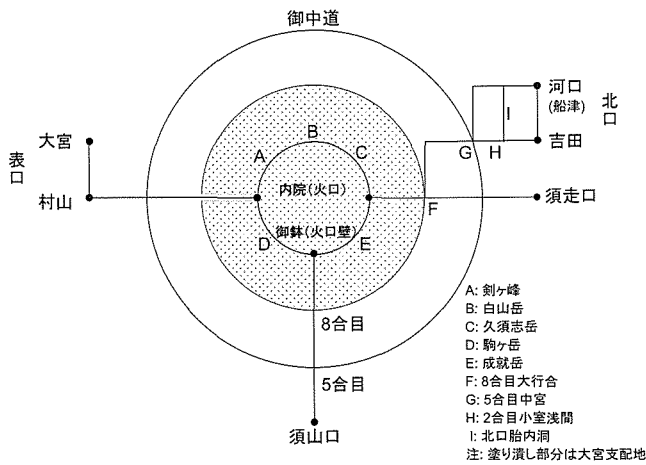 御中道
河口
(船津)
北口
吉田
I
G
H
大宮
表口
村山
A
B
C
内院(火口)
御鉢(火口壁)
D
E
F
須走口
8合目
5合目
須山口
A: 剣ヶ峰
B: 白山岳
C: 久須志岳
D: 駒ヶ岳
E: 成就岳
F: 8合目大行合
G: 5合目中宮
H: 2合目小室浅間
I: 北口胎内洞
注: 塗り潰し部分は大宮支配地